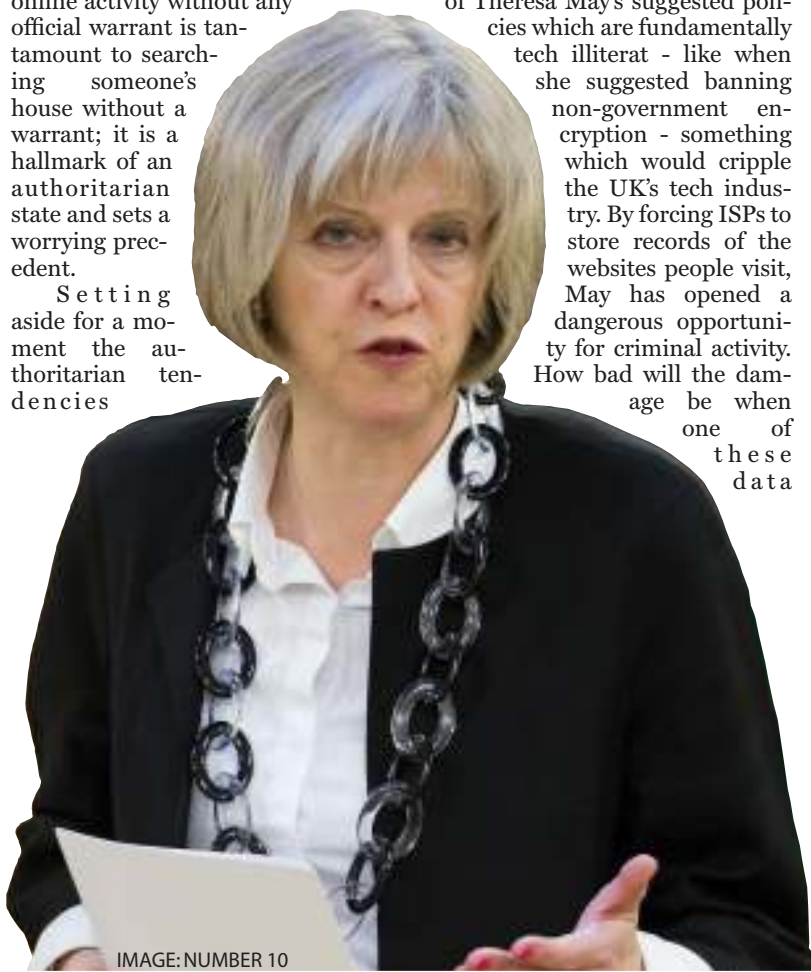 online activity without any
official warrant is tan-
tamount to search-
ing someone's
house without a
warrant; it is a
hallmark of an
authoritarian
state and sets a
worrying prec-
edent.
Setting
aside for a mo-
ment the au-
thoritarian ten-
dencies
of Theresa May's suggested poli-
cies which are fundamentally
tech illiterat - like when
she suggested banning
non-government en-
cryption - something
which would cripple
the UK's tech indus-
try. By forcing ISPs to
store records of the
websites people visit,
May has opened a
dangerous opportuni-
ty for criminal activity.
How bad will the dam-
age be when
one of
these
data
IMAGE: NUMBER 10